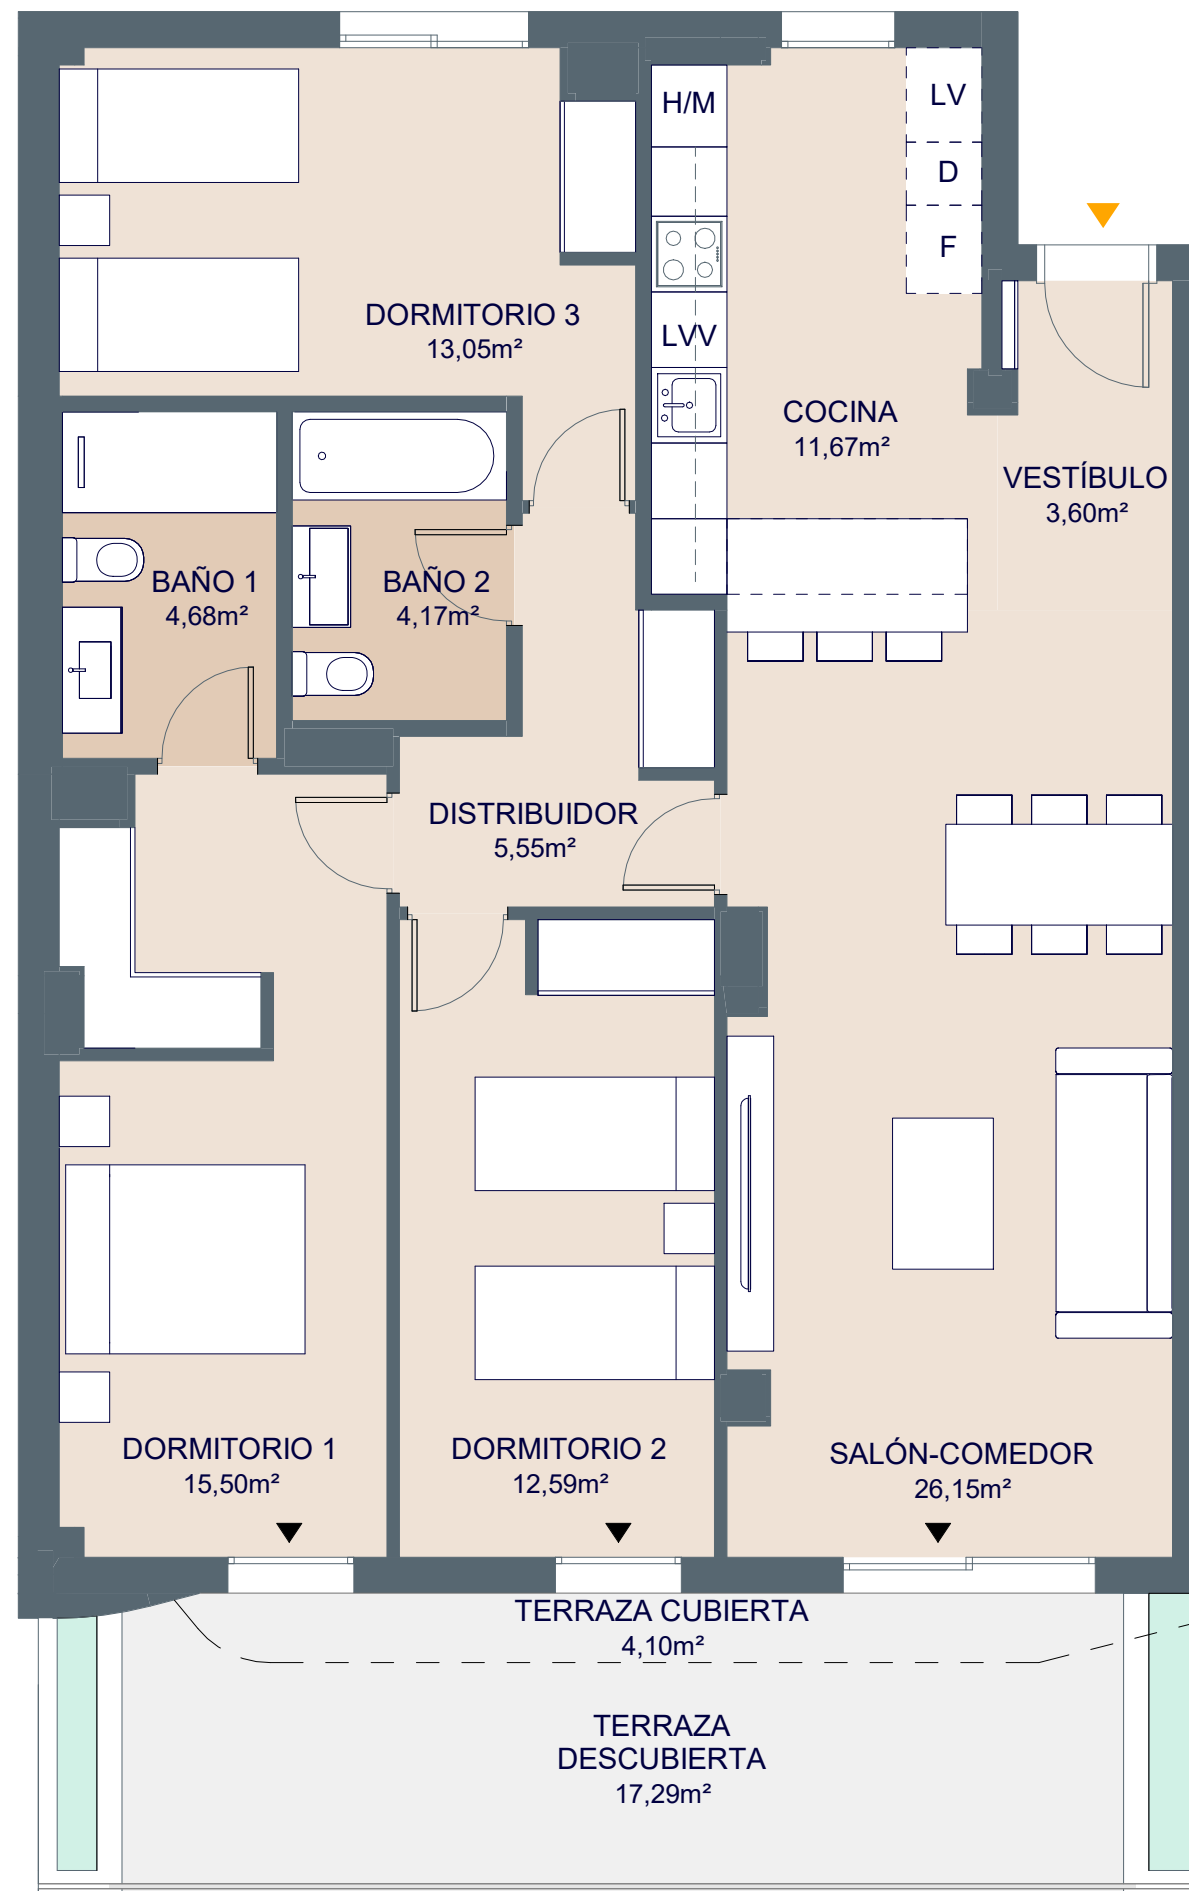 H/M
LV
D
F
DORMITORIO 3
13,05m²
LVV
COCINA
11,67m²
VESTÍBULO
3,60m²
BAÑO 1
4,68m²
BAÑO 2
4,17m²
DISTRIBUIDOR
5,55m²
DORMITORIO 1
15,50m²
DORMITORIO 2
12,59m²
SALÓN-COMEDOR
26,15m²
TERRAZA CUBIERTA
4,10m²
TERRAZA
DESCUBIERTA
17,29m²